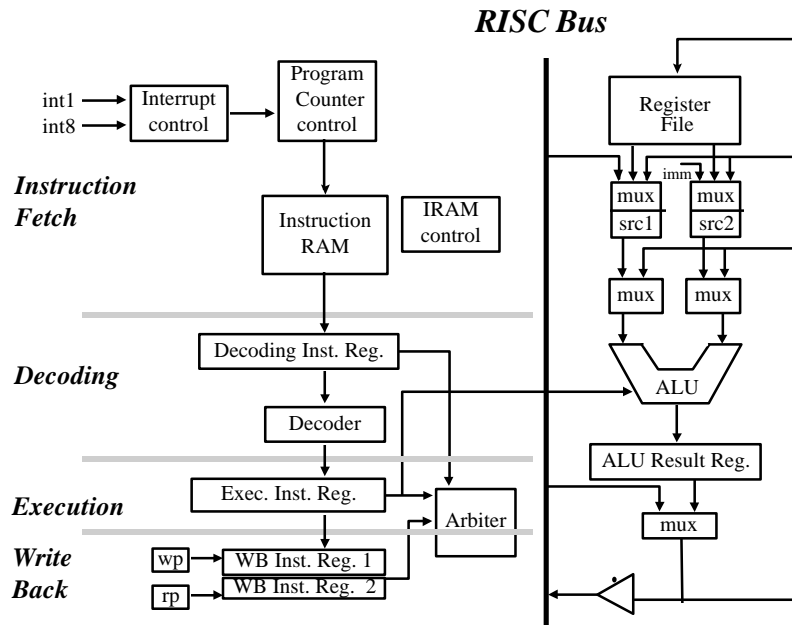 RISC Bus
int1
int8
Interrupt
control
Program
Counter
control
Instruction
Fetch
Instruction
RAM
IRAM
control
Decoding
Decoding Inst. Reg.
Decoder
Execution
Exec. Inst. Reg.
Arbiter
Write
Back
wp
WB Inst. Reg. 1
rp
WB Inst. Reg. 2
Register
File
imm
mux
src1
mux
src2
mux
mux
ALU
ALU Result Reg.
mux